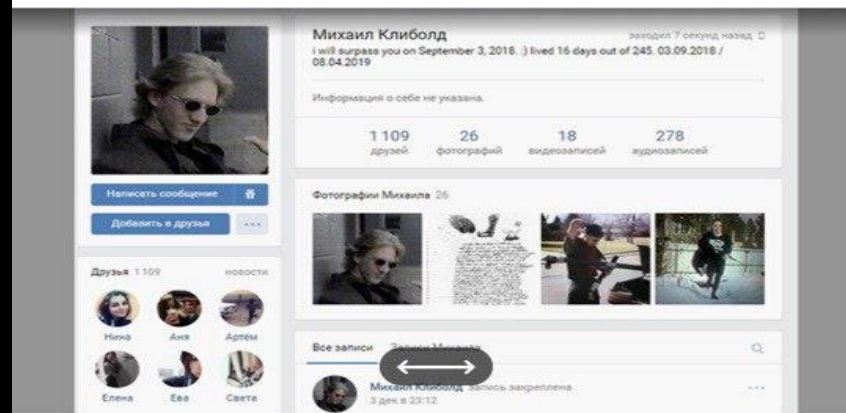 Михаил Клиболд
заходил 7 секунд назад
i will surpass you on September 3, 2018. :) lived 16 days out of 245. 03.09.2018 /
08.04.2019
Информация о себе не указана.
1 109 26 18 278
друзей фотографий видеозаписей аудиозаписей
Написать сообщение
Добавить в друзья
Фотографии Михаила 26
Друзья 1 109 новости
Нина Аня Артём
Елена Ева Света
Все записи Записи Михаила
Михаил Клиболд запись закреплена
3 дек в 23:12